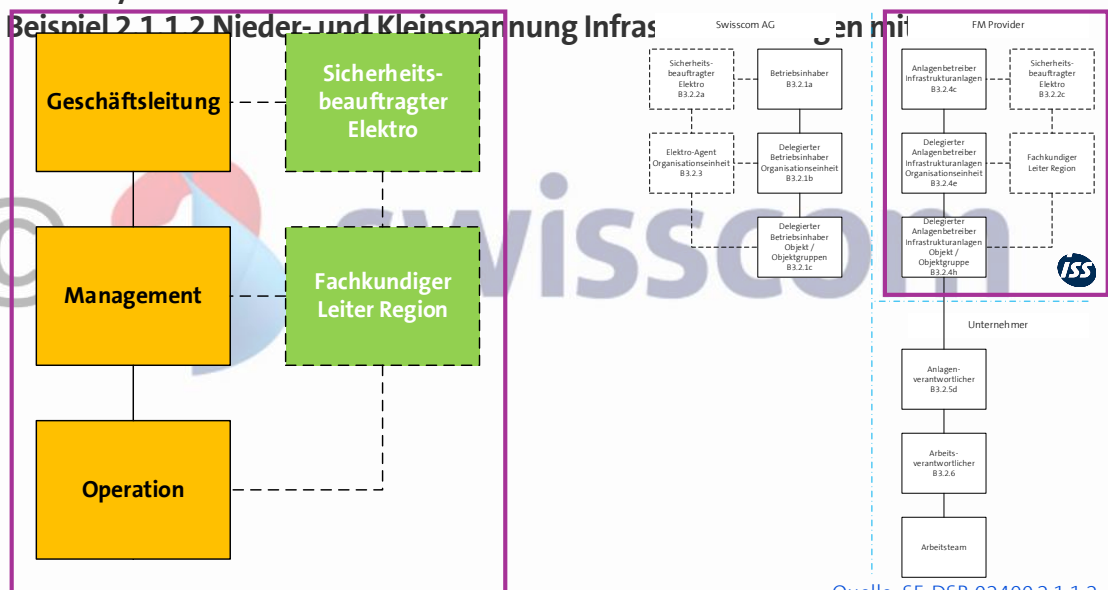 Beispiel 2.1.1.2 Nieder- und Kleinspannung
Geschäftsleitung
Sicherheits-
beauftragter
Elektro
Management
Fachkundiger
Leiter Region
Operation
©
swisscom
Swisscom AG
Sicherheits-
beauftragter
Elektro
B3.2.2a
Betriebsinhaber
B3.2.1a
Elektro-Agent
Organisationseinheit
B3.2.3
Delegierter
Betriebsinhaber
Organisationseinheit
B3.2.1b
Delegierter
Betriebsinhaber
Objekt /
Objektgruppen
B3.2.1c
FM Provider
Anlagenbetreiber
Infrastrukturanlagen
B3.2.4c
Sicherheits-
beauftragter
Elektro
B3.2.2c
Delegierter
Anlagenbetreiber
Infrastrukturanlagen
Organisationseinheit
B3.2.4e
Fachkundiger
Leiter Region
Delegierter
Anlagenbetreiber
Infrastrukturanlagen
Objekt /
Objektgruppe
B3.2.4h
ISS
Unternehmer
Anlagen-
verantwortlicher
B3.2.5d
Arbeits-
verantwortlicher
B3.2.6
Arbeitsteam